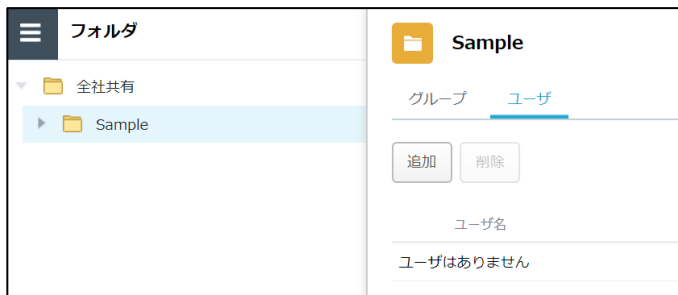 フォルダ
全社共有
Sample
Sample
グループ ユーザ
追加 削除
ユーザ名
ユーザはありません